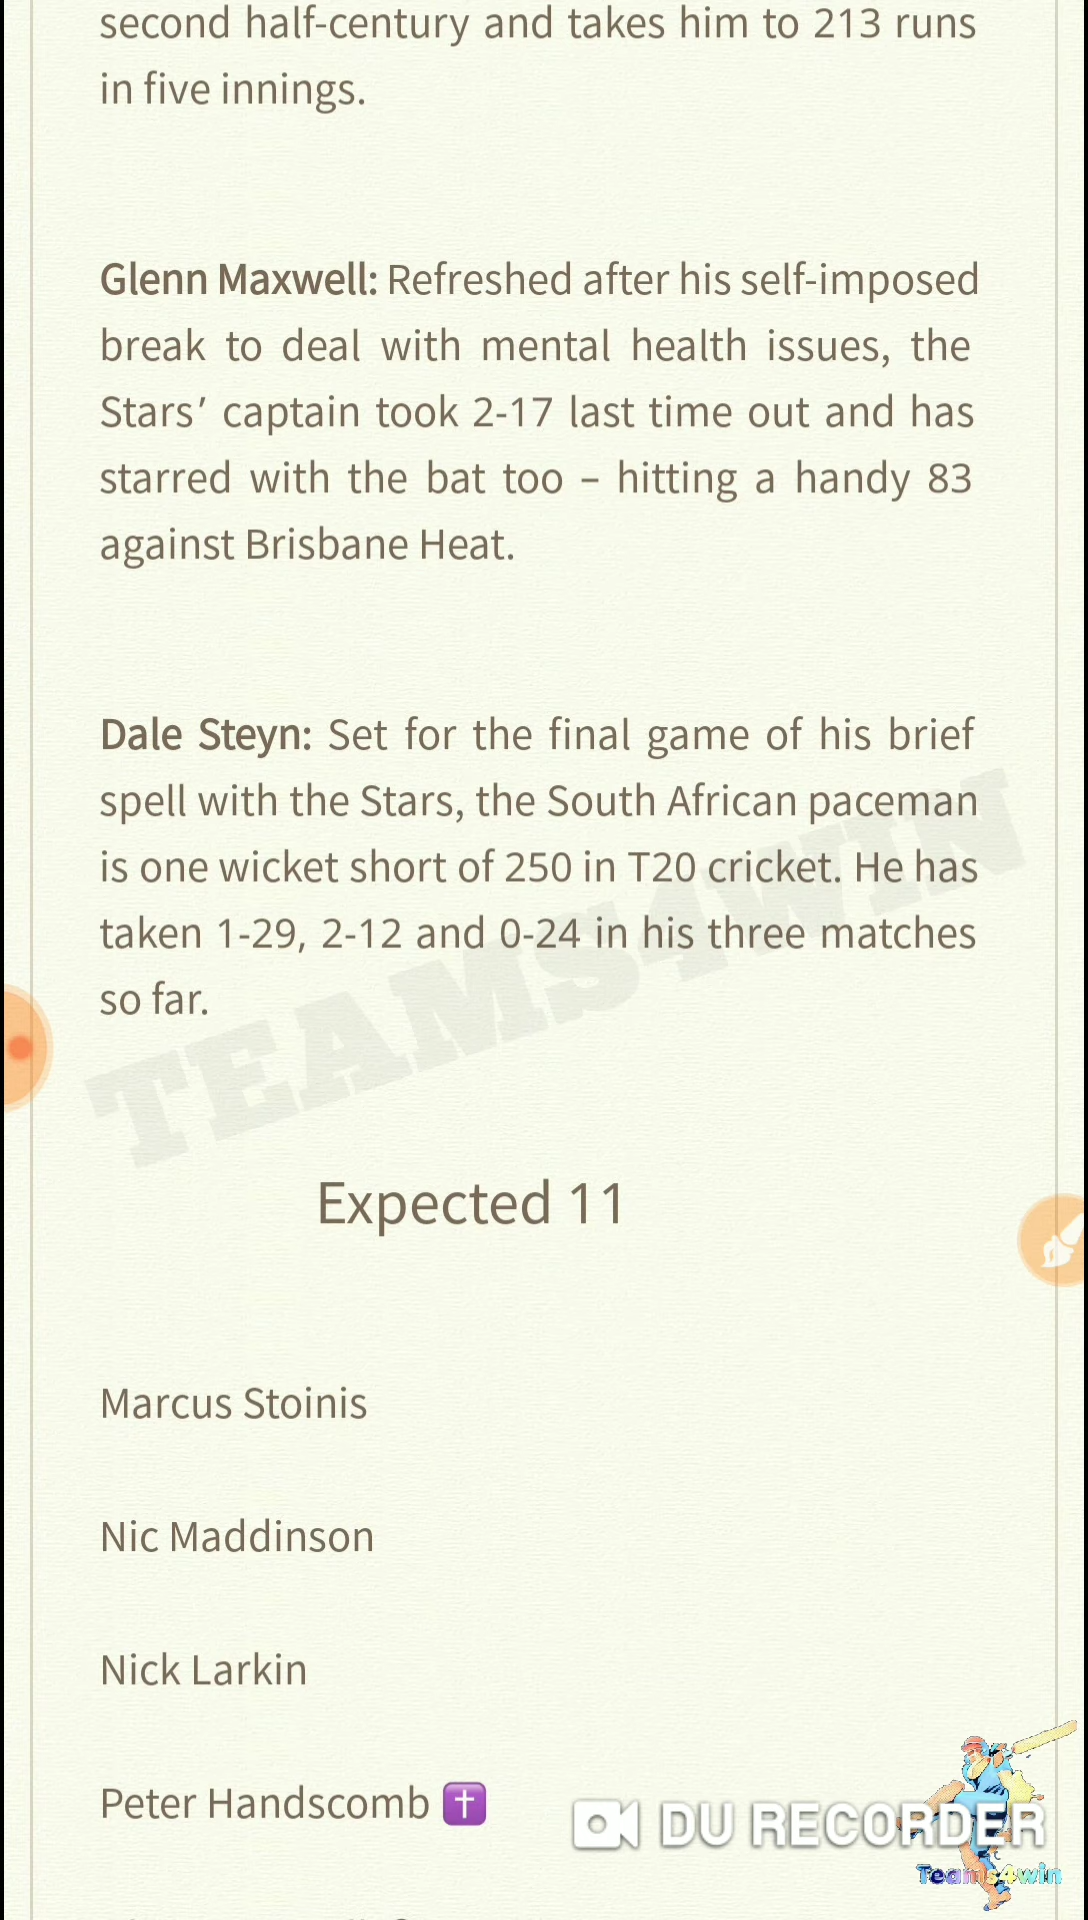 second half-century and takes him to 213 runs
in five innings.
Glenn Maxwell: Refreshed after his self-imposed
break to deal with mental health issues, the
Stars’ captain took 2-17 last time out and has
starred with the bat too – hitting a handy 83
against Brisbane Heat.
Dale Steyn: Set for the final game of his brief
spell with the Stars, the South African paceman
is one wicket short of 250 in T20 cricket. He has
taken 1-29, 2-12 and 0-24 in his three matches
so far.
TEAMS4WIN
Expected 11
Marcus Stoinis
Nic Maddinson
Nick Larkin
Peter Handscomb ✝️
DU RECORDER
Teams4win